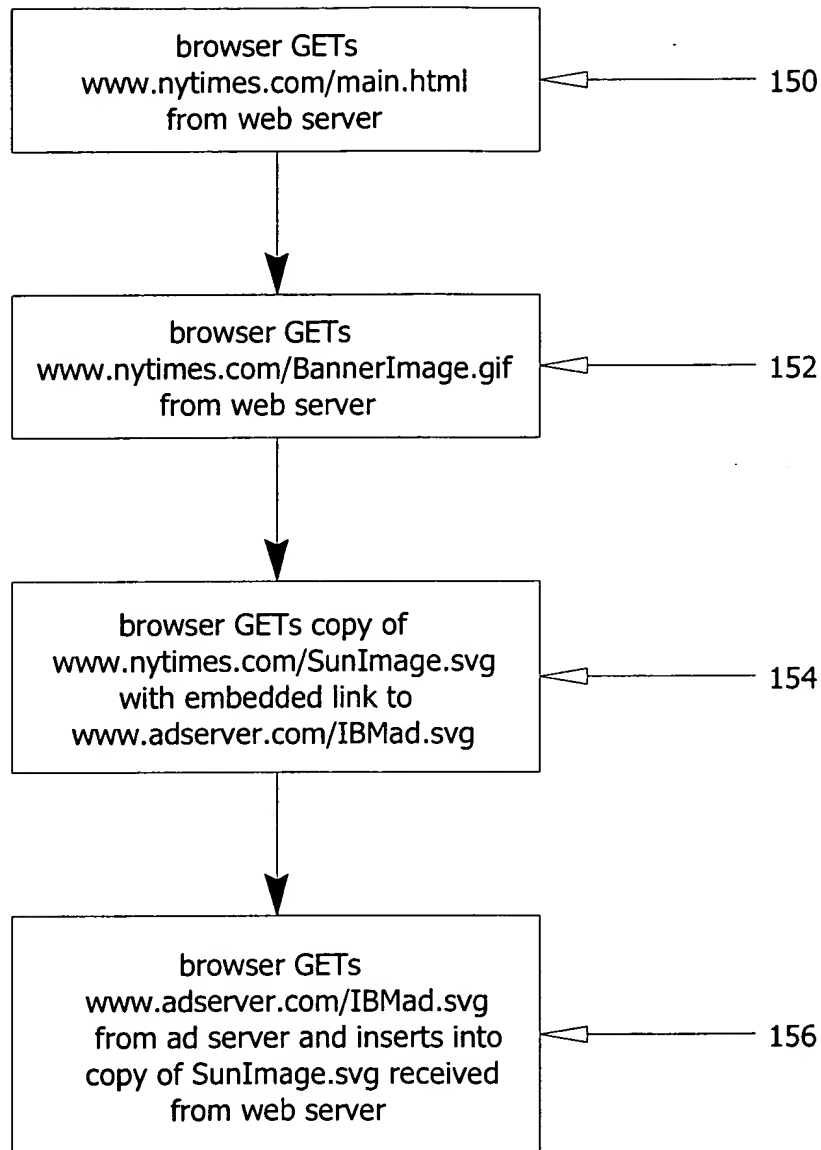 browser GETs
www.nytimes.com/main.html
from web server
150
browser GETs
www.nytimes.com/BannerImage.gif
from web server
152
browser GETs copy of
www.nytimes.com/SunImage.svg
with embedded link to
www.adserver.com/IBMad.svg
154
browser GETs
www.adserver.com/IBMad.svg
from ad server and inserts into
copy of SunImage.svg received
from web server
156